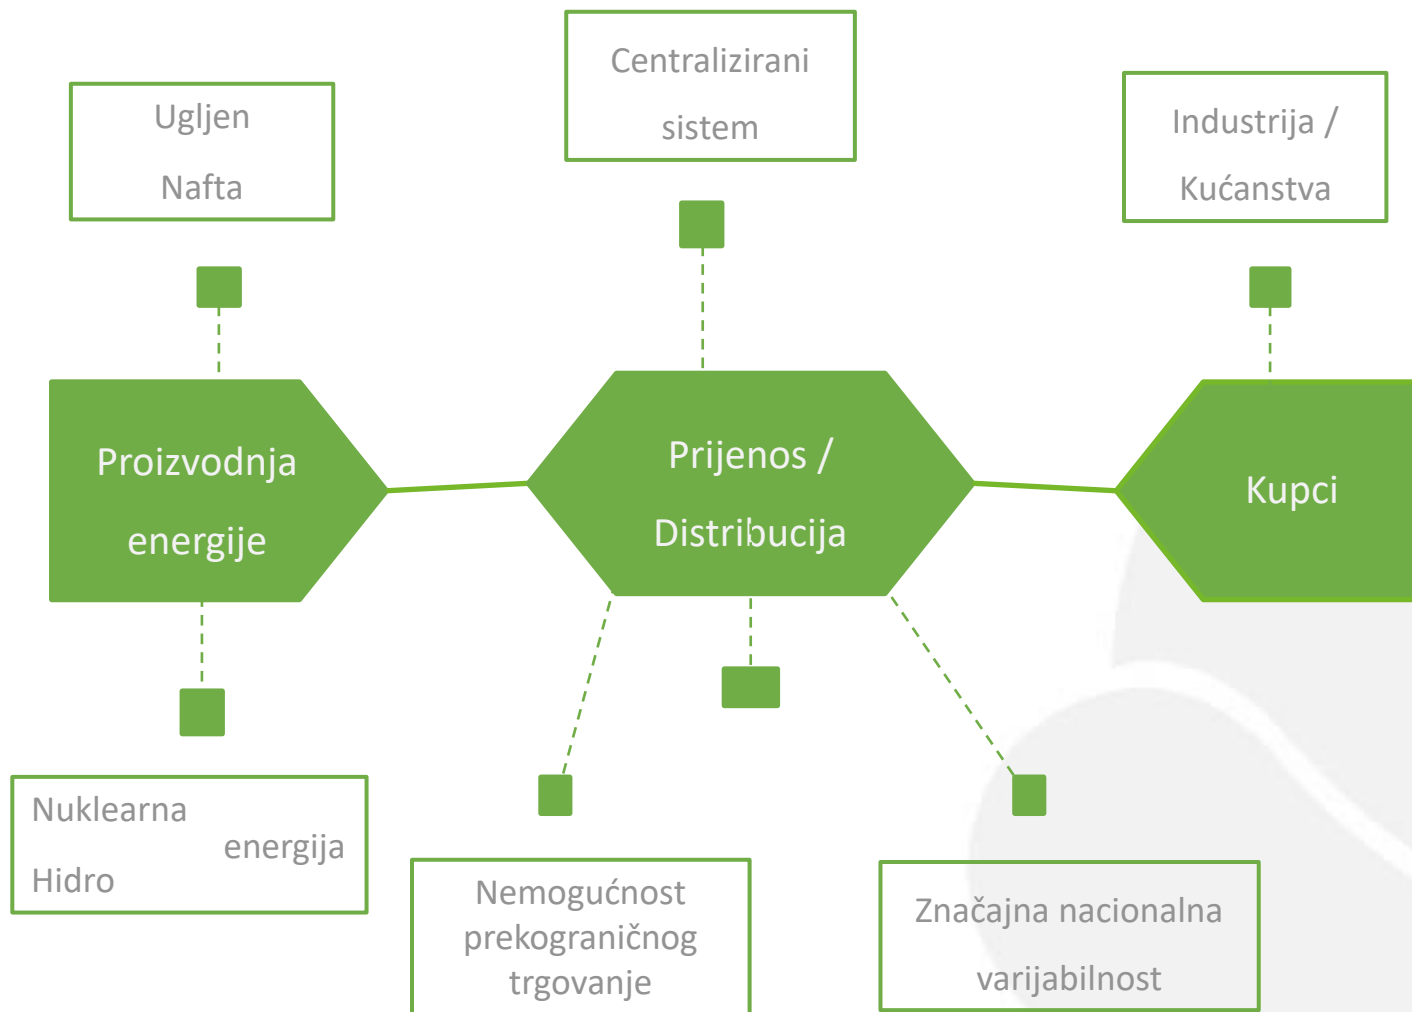 Centralizirani
sistem
Ugljen
Nafta
Industrija /
Kućanstva
Proizvodnja
energije
Prijenos /
Distribucija
Kupci
Nuklearna
energija
Hidro
Nemogućnost
prekograničnog
trgovanje
Značajna nacionalna
varijabilnost